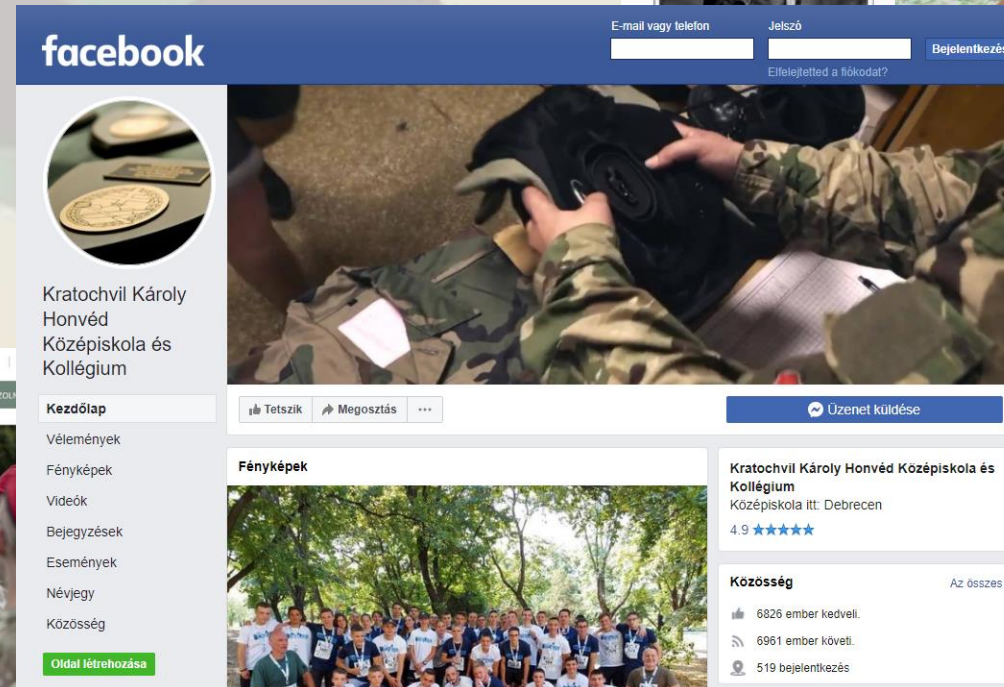 E-mail vagy telefon
Jelszó
facebook
Bejelentkezés
Elfelejtetted a fiókodat?
Kratochvil Károly
Honvéd
Középiskola és
Kollégium
Kezdőlap
Vélemények
Fényképek
Videók
Bejegyzések
Események
Névjegy
Közösség
Oldal létrehozása
Tetszik
Megosztás
Üzenet küldése
Fényképek
Kratochvil Károly Honvéd Középiskola és
Kollégium
Középiskola itt: Debrecen
4.9 ★★★★★
Közösség
Az összes
6826 ember kedveli.
6961 ember követi.
519 bejelentkezés